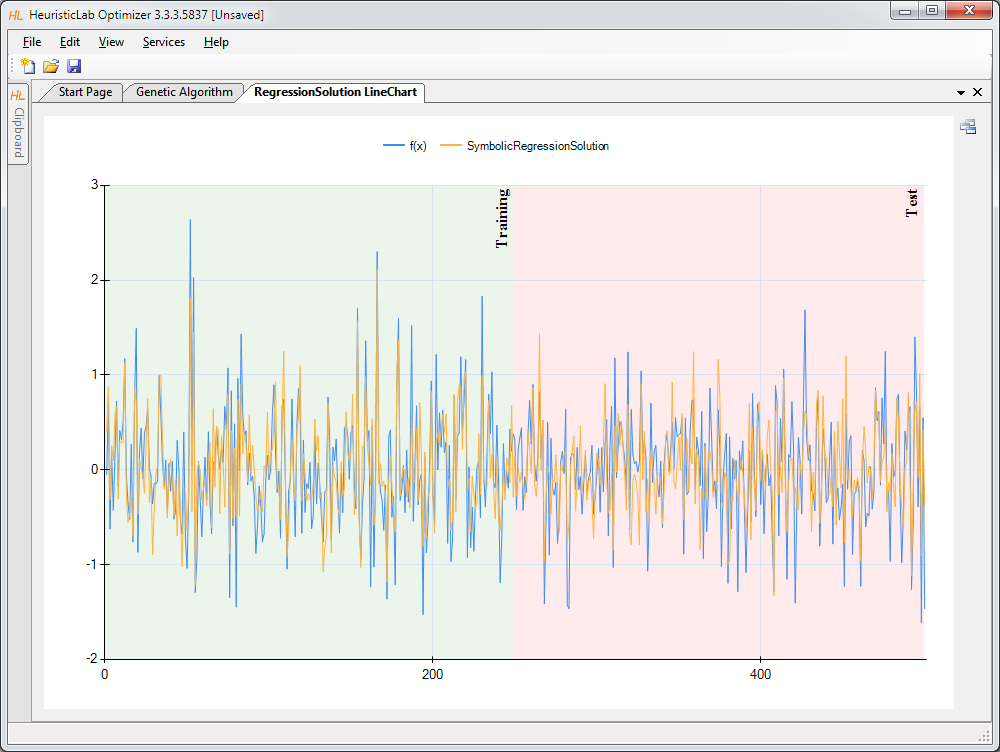 HL HeuristicLab Optimizer 3.3.3.5837 [Unsaved]
File Edit View Services Help
HL Clipboard
Start Page Genetic Algorithm RegressionSolution LineChart
f(x) SymbolicRegressionSolution
Training
Test
3
2
1
0
-1
-2
0 200 400